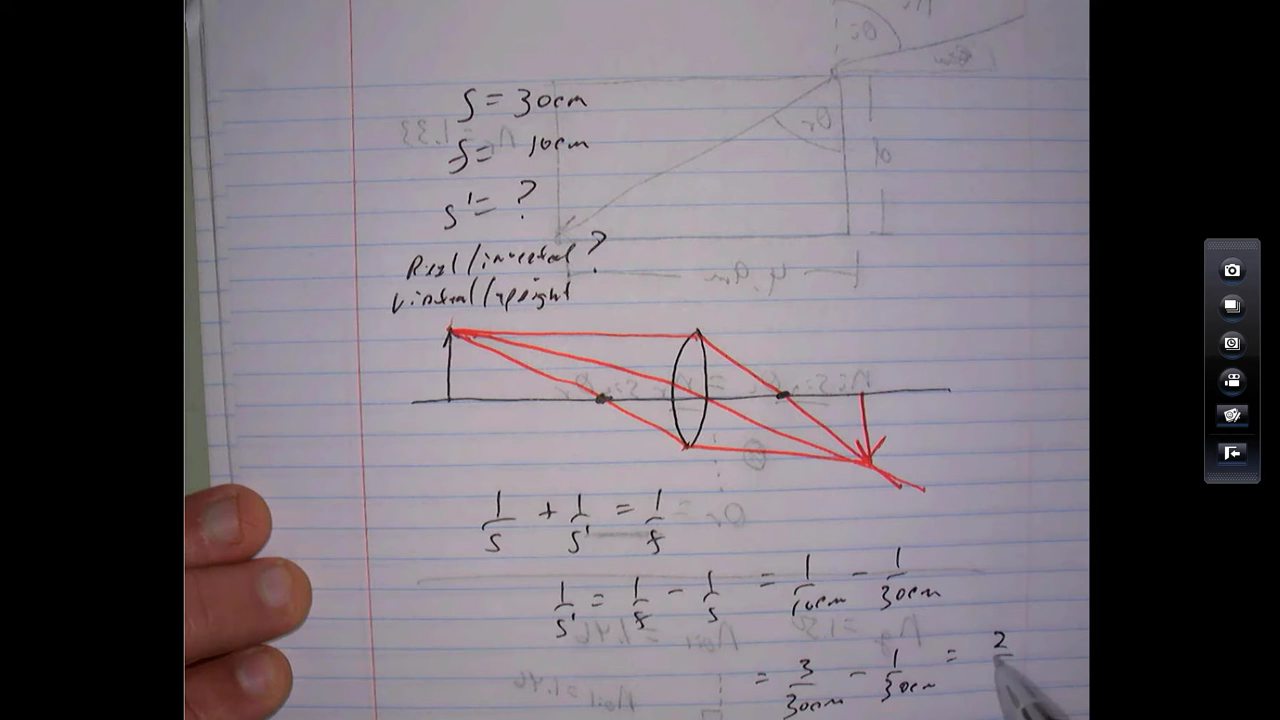 s = 30cm
f = 10cm
s' = ?
Real/inverted ?
Virtual/upright
1/s + 1/s' = 1/f
1/s' = 1/f - 1/s = 1/10cm - 1/30cm
= 3/30cm - 1/30cm = 2